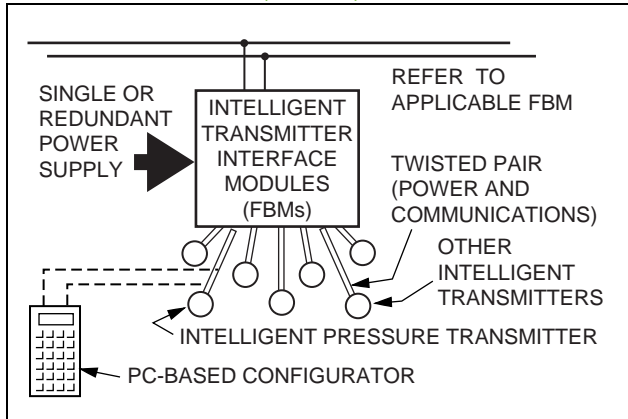 SINGLE OR
REDUNDANT
POWER
SUPPLY
INTELLIGENT
TRANSMITTER
INTERFACE
MODULES
(FBMs)
REFER TO
APPLICABLE FBM
TWISTED PAIR
(POWER AND
COMMUNICATIONS)
OTHER
INTELLIGENT
TRANSMITTERS
INTELLIGENT PRESSURE TRANSMITTER
PC-BASED CONFIGURATOR